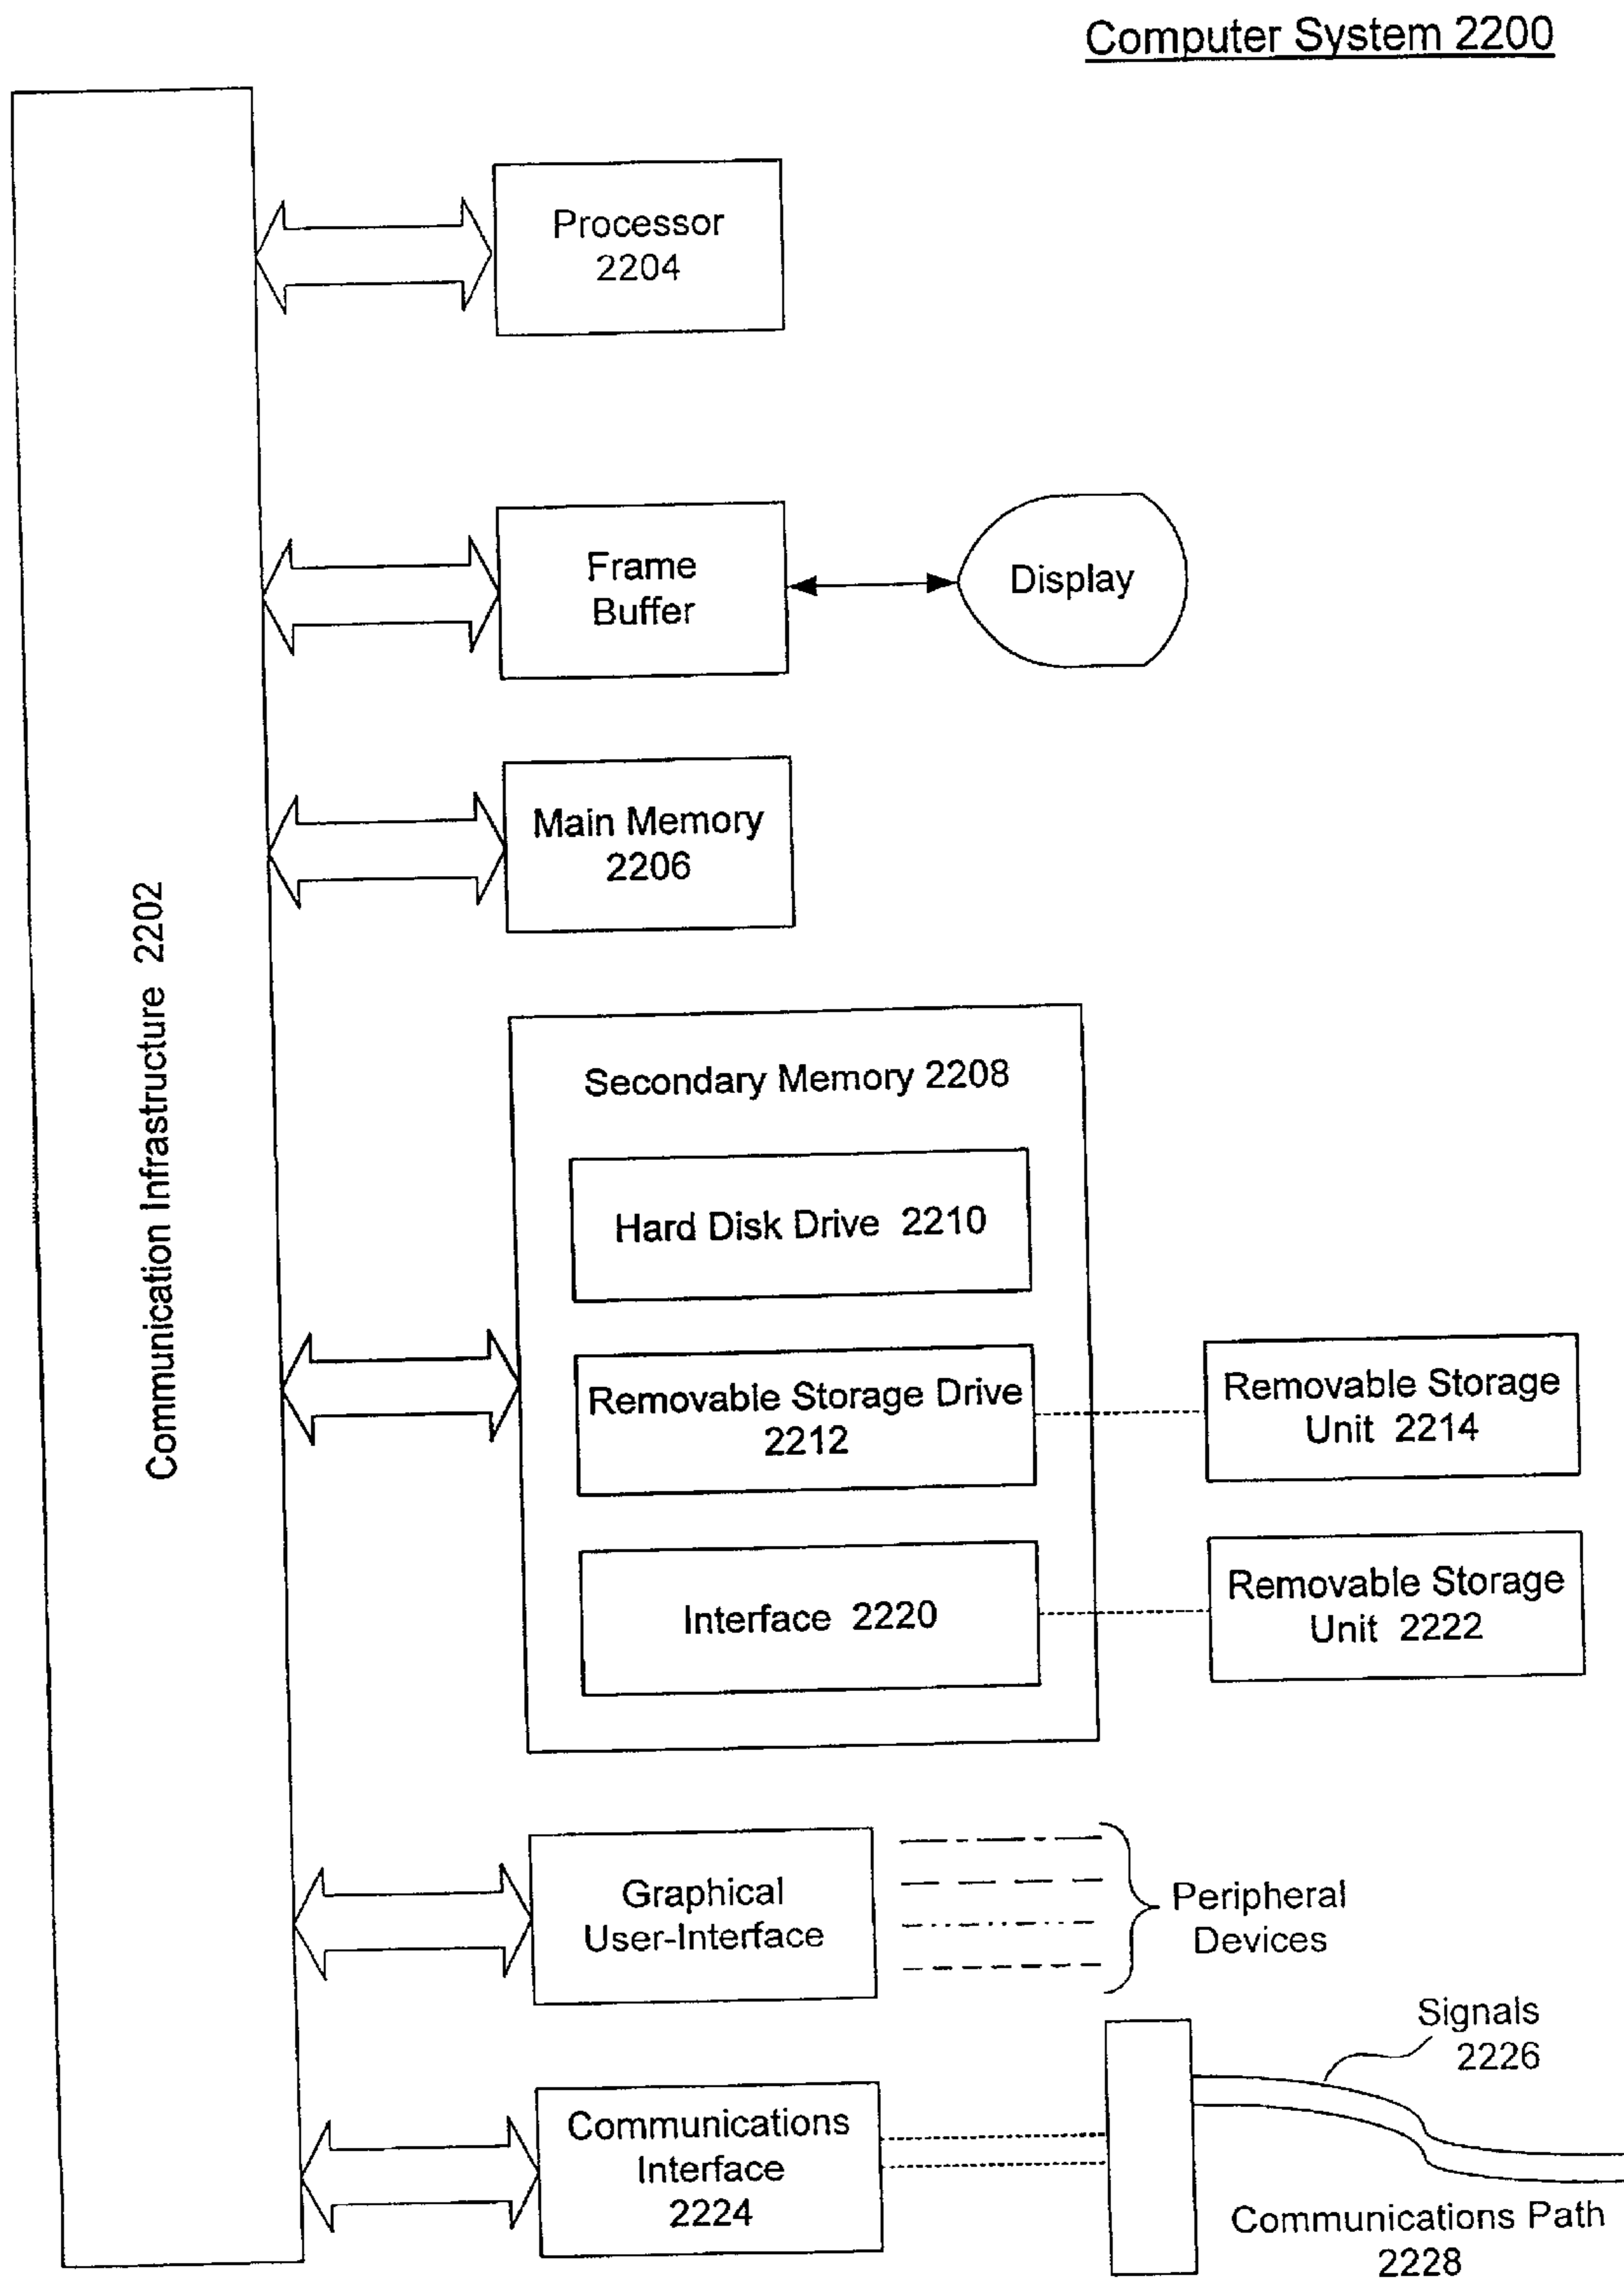 Computer System 2200
Communication Infrastructure 2202
Processor
2204
Frame
Buffer
Display
Main Memory
2206
Secondary Memory 2208
Hard Disk Drive 2210
Removable Storage Drive
2212
Removable Storage
Unit 2214
Interface 2220
Removable Storage
Unit 2222
Graphical
User-Interface
Peripheral
Devices
Signals
2226
Communications
Interface
2224
Communications Path
2228